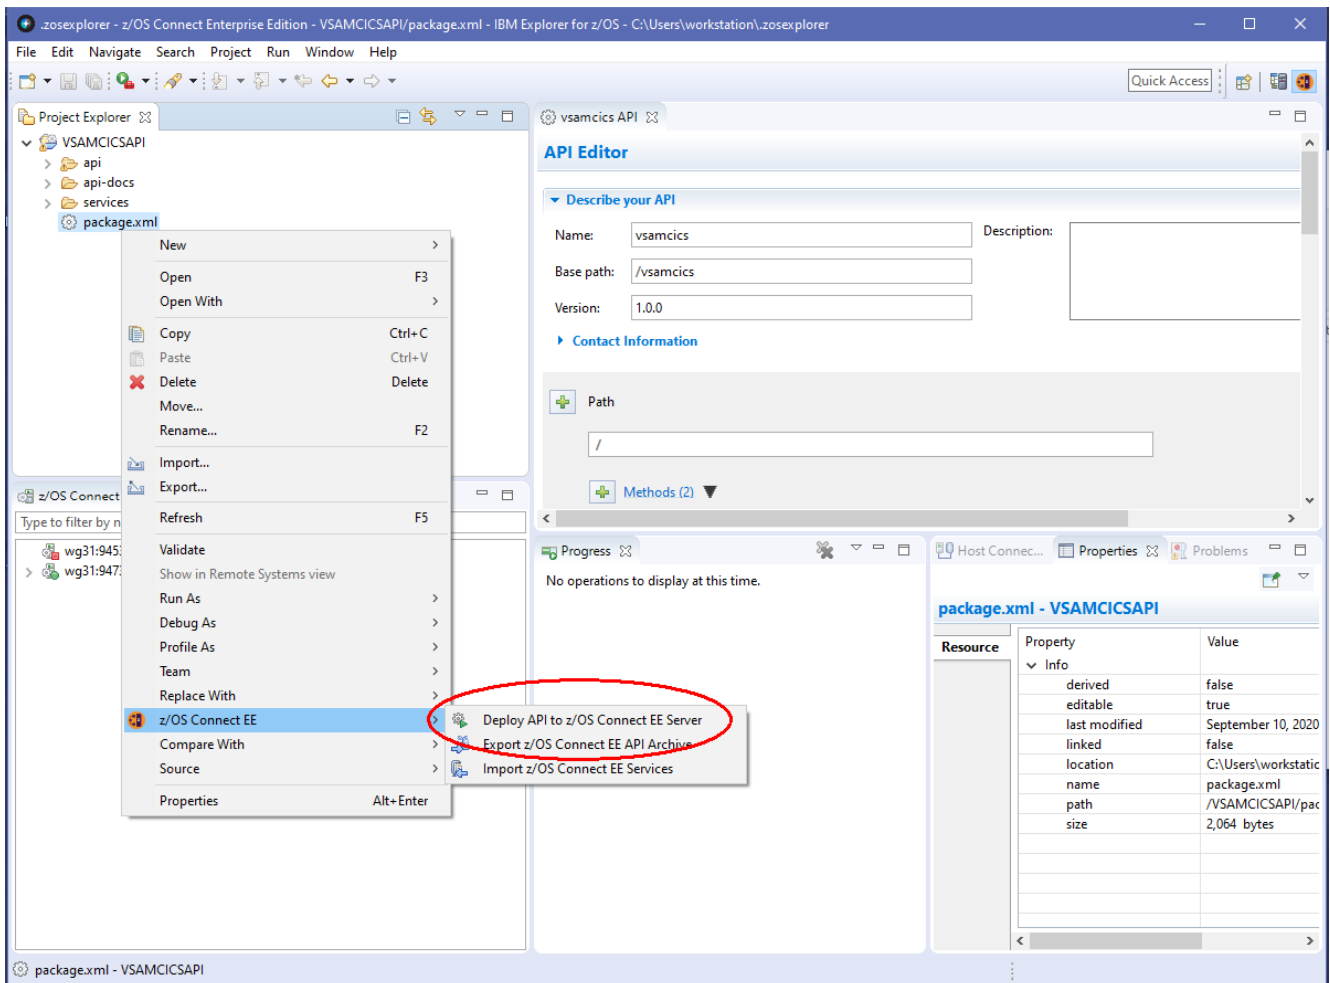 .zosexplorer - z/OS Connect Enterprise Edition - VSAMCICSAPI/package.xml - IBM Explorer for z/OS - C:\Users\workstation\.zosexplorer
File Edit Navigate Search Project Run Window Help
Quick Access
Project Explorer
VSAMCICSAPI
api
api-docs
services
package.xml
New
Open F3
Open With
Copy Ctrl+C
Paste Ctrl+V
Delete Delete
Move...
Rename... F2
Import...
Export...
Refresh F5
Validate
Show in Remote Systems view
Run As
Debug As
Profile As
Team
Replace With
z/OS Connect EE
Compare With
Source
Properties Alt+Enter
Deploy API to z/OS Connect EE Server
Export z/OS Connect EE API Archive
Import z/OS Connect EE Services
z/OS Connect
Type to filter by n
wg31:945
wg31:947
vsamcics API
API Editor
Describe your API
Name: vsamcics
Description:
Base path: /vsamcics
Version: 1.0.0
Contact Information
Path
/
Methods (2)
Progress
No operations to display at this time.
Host Connec... Properties Problems
package.xml - VSAMCICSAPI
Resource
Property Value
Info
derived false
editable true
last modified September 10, 2020
linked false
location C:\Users\workstatic
name package.xml
path /VSAMCICSAPI/pac
size 2,064 bytes
package.xml - VSAMCICSAPI